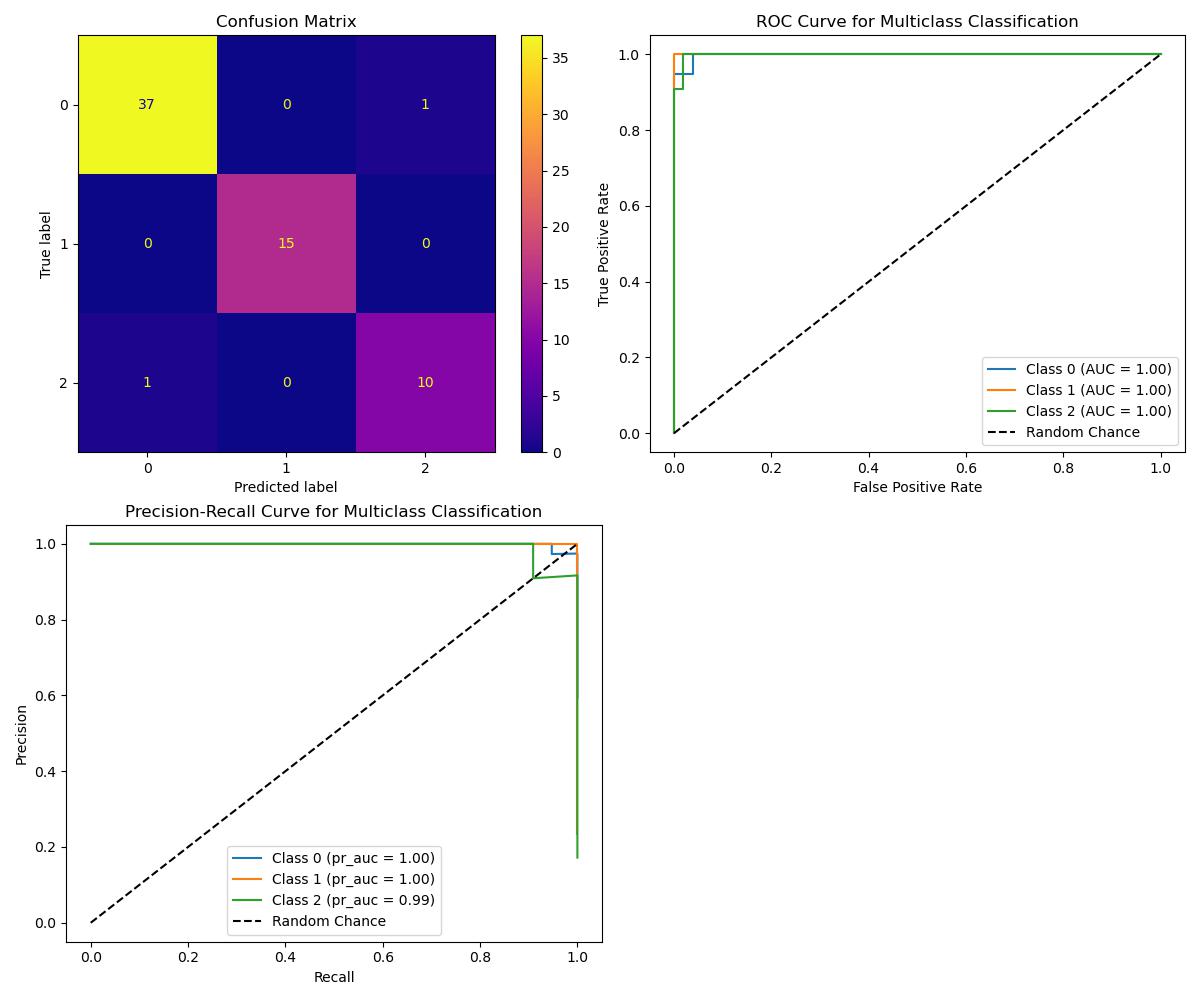 Confusion Matrix
37 0 1
0 15 0
1 0 10
0
1
2
True label
0 1 2
Predicted label
35
30
25
20
15
10
5
0
ROC Curve for Multiclass Classification
1.0
0.8
0.6
0.4
0.2
0.0
True Positive Rate
0.0 0.2 0.4 0.6 0.8 1.0
False Positive Rate
Class 0 (AUC = 1.00)
Class 1 (AUC = 1.00)
Class 2 (AUC = 1.00)
Random Chance
Precision-Recall Curve for Multiclass Classification
1.0
0.8
0.6
0.4
0.2
0.0
Precision
0.0 0.2 0.4 0.6 0.8 1.0
Recall
Class 0 (pr_auc = 1.00)
Class 1 (pr_auc = 1.00)
Class 2 (pr_auc = 0.99)
Random Chance